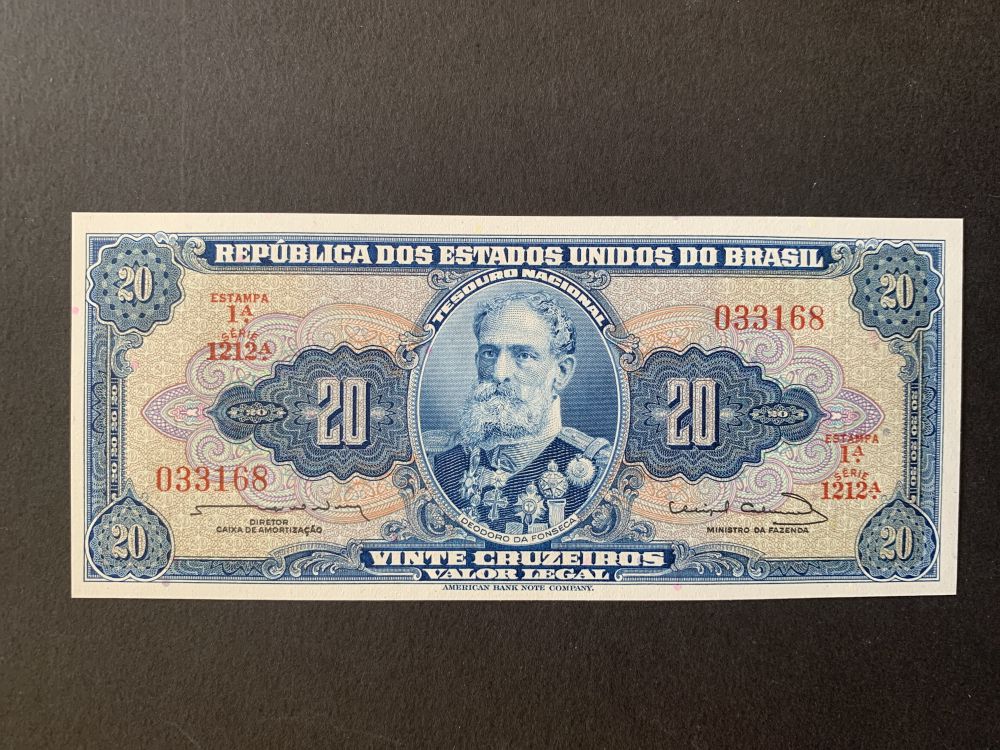 REPÚBLICA DOS ESTADOS UNIDOS DO BRASIL
TESOURO NACIONAL
20
20
ESTAMPA
1A.
SÉRIE
1212A.
033168
20
20
20
20
033168
ESTAMPA
1A.
SÉRIE
1212A.
DIRETOR
CAIXA DE AMORTIZAÇÃO
DEODORO DA FONSECA
MINISTRO DA FAZENDA
20
20
VINTE CRUZEIROS
VALOR LEGAL
AMERICAN BANK NOTE COMPANY.